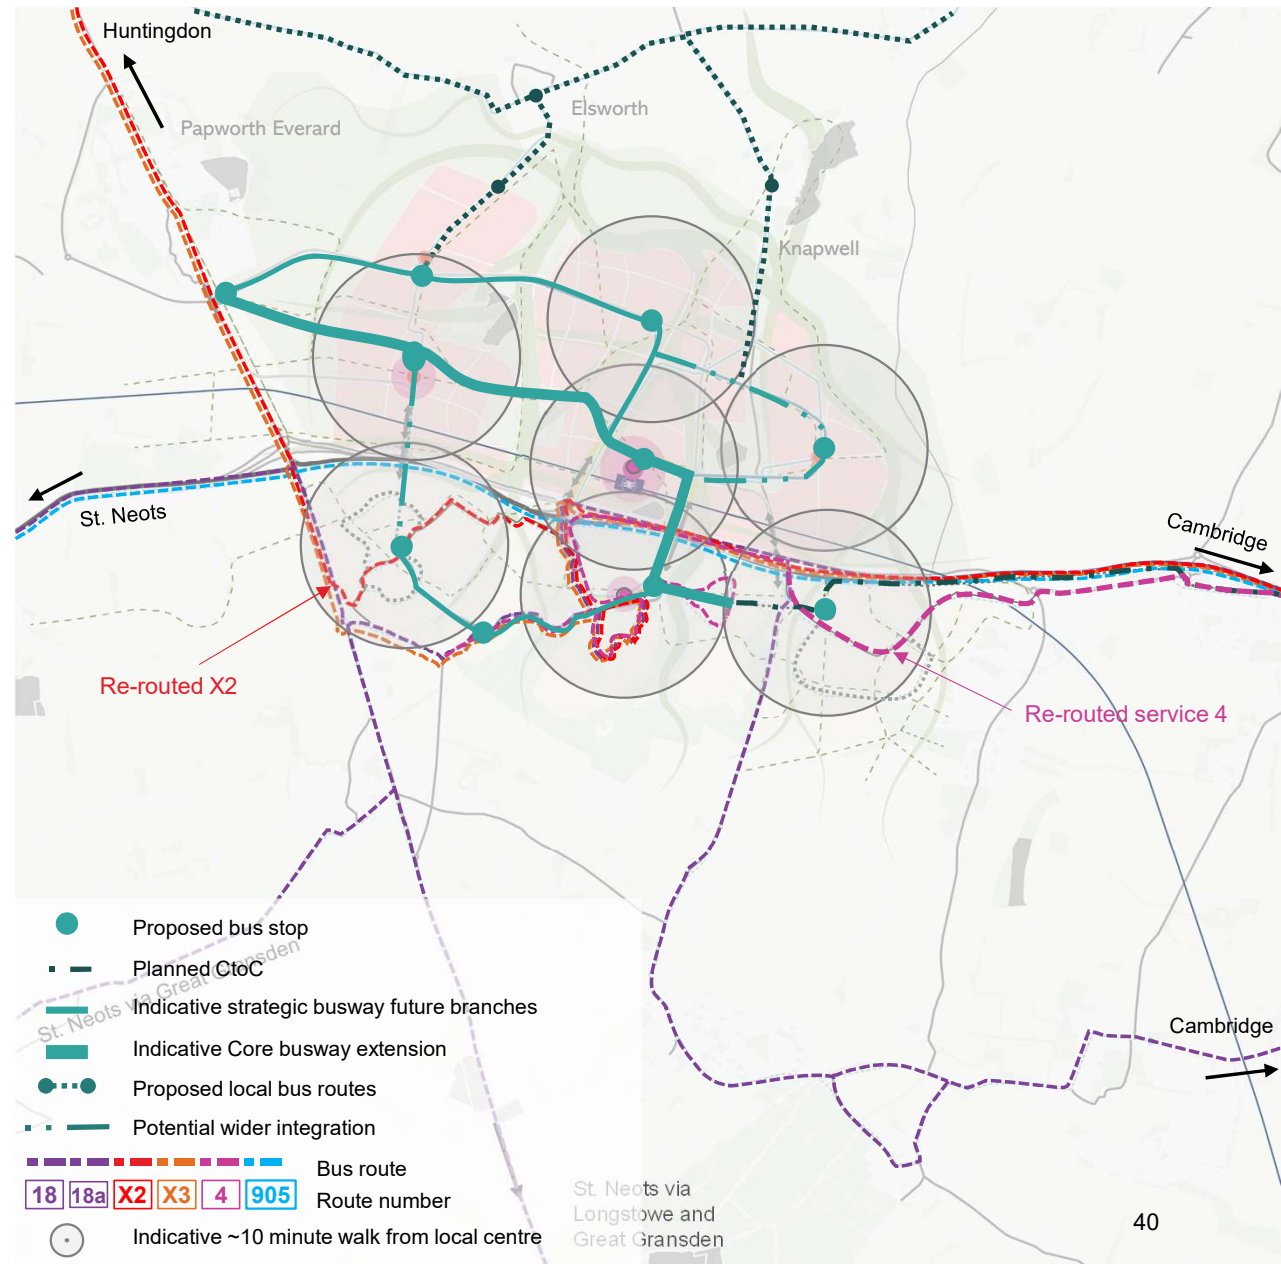 Huntingdon
Elsworth
Papworth Everard
Knapwell
St. Neots
Cambridge
Re-routed X2
Re-routed service 4
Proposed bus stop
Planned CtoC
St. Neots via Great Gransden
Indicative strategic busway future branches
Indicative Core busway extension
Cambridge
Proposed local bus routes
Potential wider integration
Bus route
18 18a X2 X3 4 905 Route number
Indicative ~10 minute walk from local centre
St. Neots via
Longstowe and
Great Gransden
40